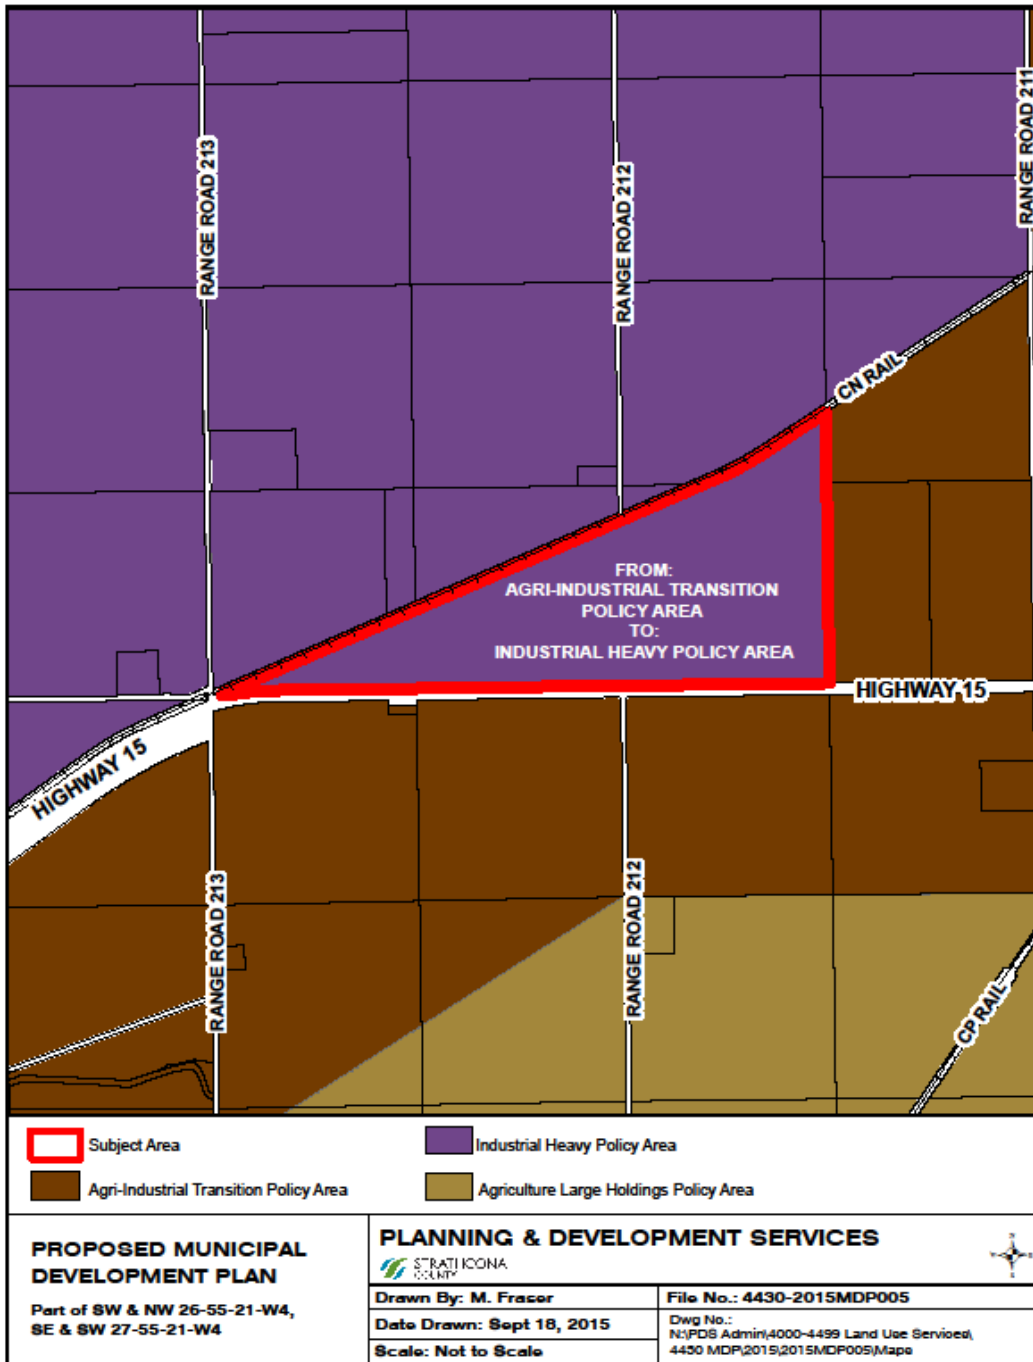 RANGE ROAD 213
RANGE ROAD 212
RANGE ROAD 211
CN RAIL
FROM:
AGRI-INDUSTRIAL TRANSITION
POLICY AREA
TO:
INDUSTRIAL HEAVY POLICY AREA
HIGHWAY 15
HIGHWAY 15
RANGE ROAD 213
RANGE ROAD 212
CP RAIL
Subject Area
Industrial Heavy Policy Area
Agri-Industrial Transition Policy Area
Agriculture Large Holdings Policy Area
PROPOSED MUNICIPAL
DEVELOPMENT PLAN
Part of SW & NW 26-55-21-W4,
SE & SW 27-55-21-W4
PLANNING & DEVELOPMENT SERVICES
STRATHCONA
COUNTY
Drawn By: M. Fraser
File No.: 4430-2015MDP005
Date Drawn: Sept 18, 2015
Dwg No.:
N:\PDS Admin\4000-4499 Land Use Services\
4430 MDP\2015\2015MDP005\Maps
Scale: Not to Scale